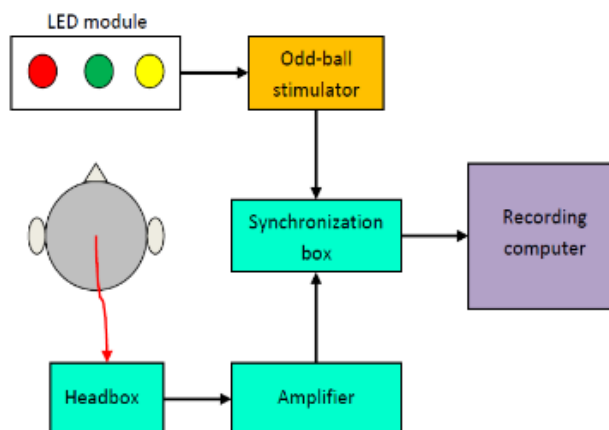 LED module
Odd-ball
stimulator
Synchronization
box
Recording
computer
Headbox
Amplifier